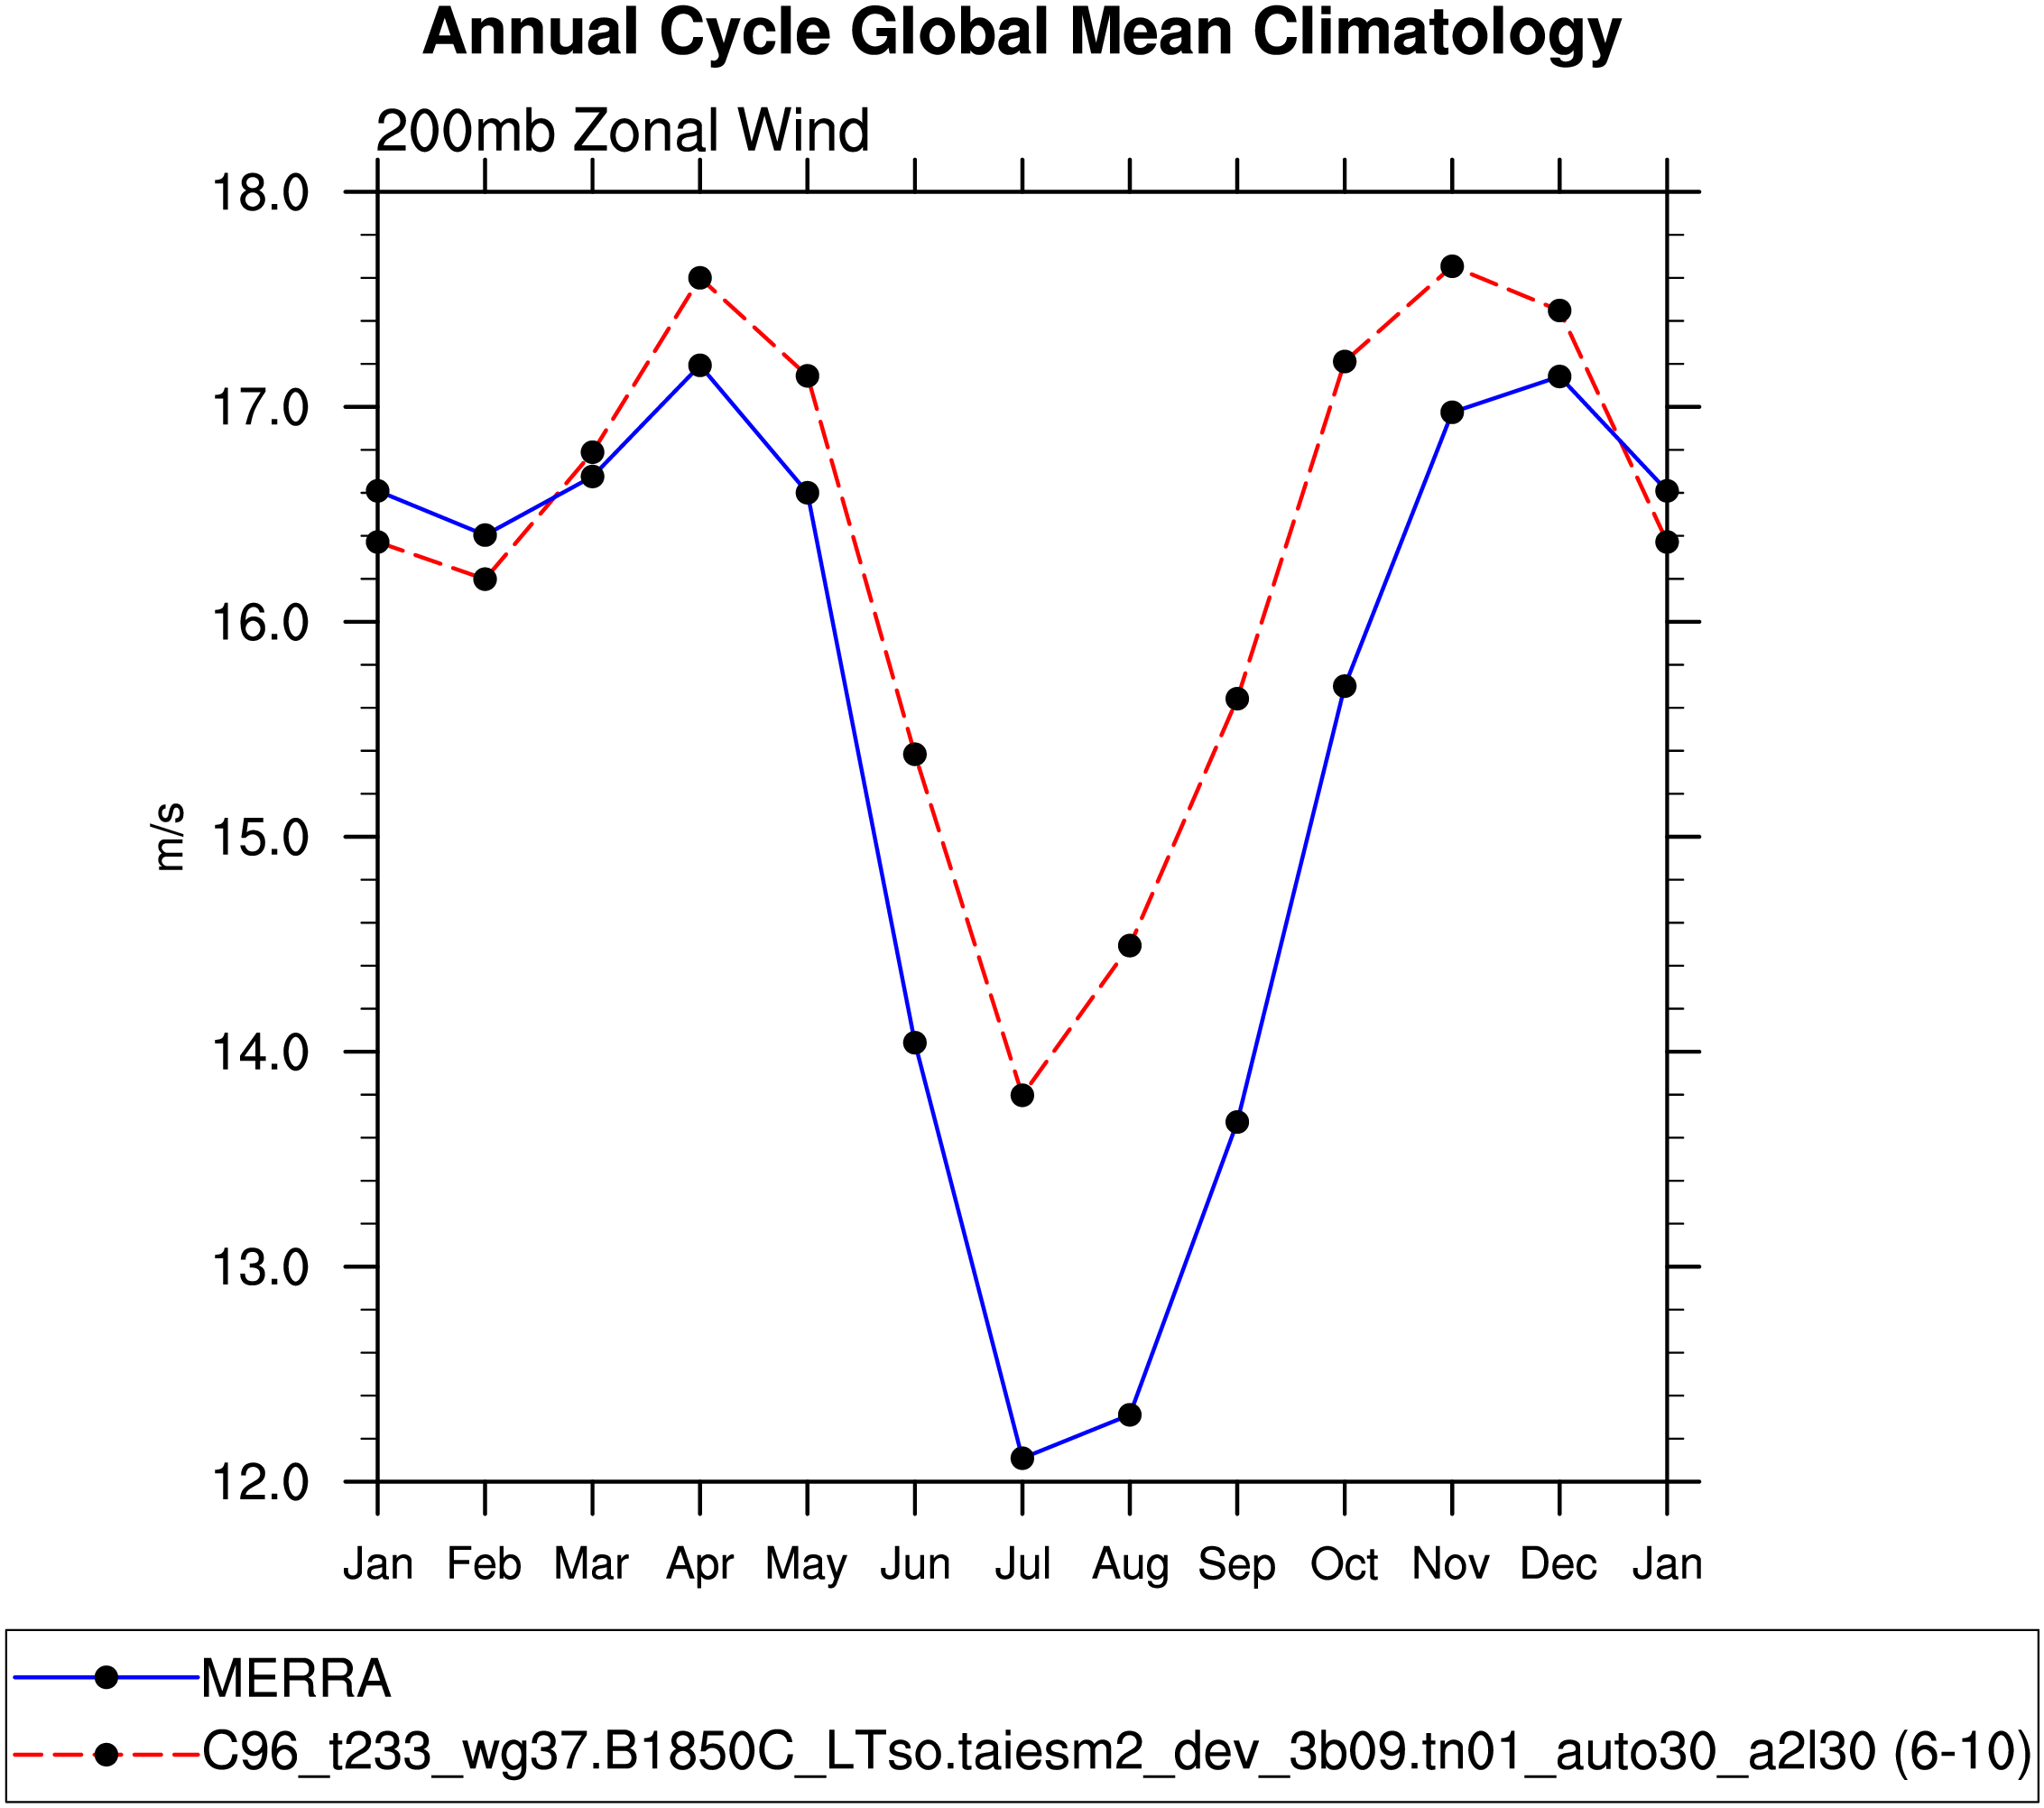 Annual Cycle Global Mean Climatology
200mb Zonal Wind
18.0
17.0
16.0
15.0
14.0
13.0
12.0
m/s
Jan Feb Mar Apr May Jun Jul Aug Sep Oct Nov Dec Jan
MERRA
C96_t233_wg37.B1850C_LTso.taiesm2_dev_3b09.tn01_auto30_a2l30 (6-10)